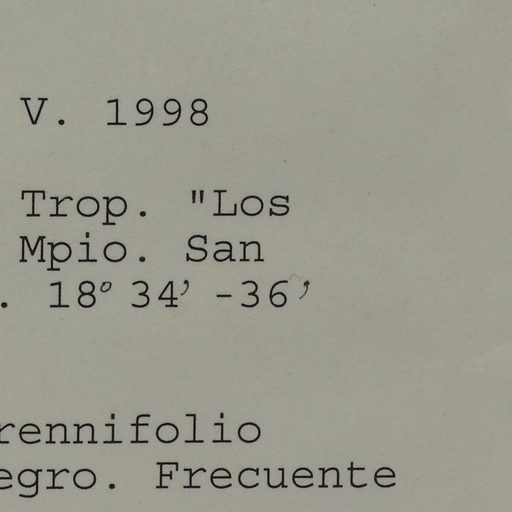 V. 1998
Trop. "Los
Mpio. San
. 18° 34' -36'
rennifolio
egro. Frecuente